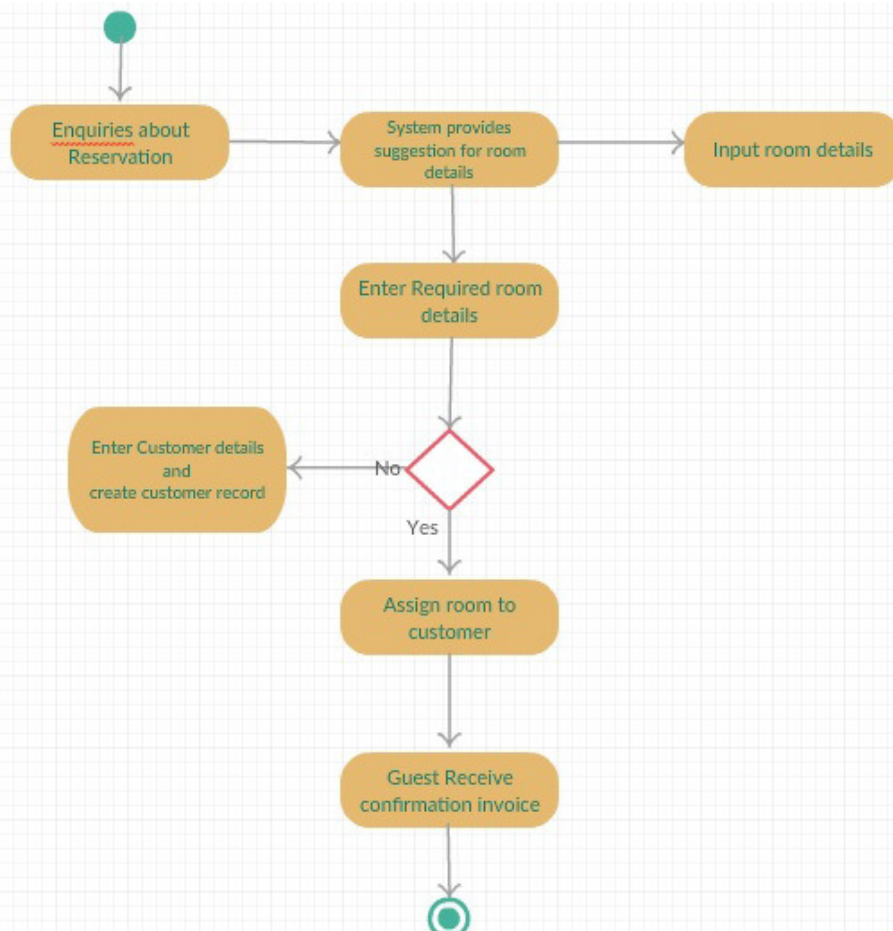 Enquiries about
Reservation
System provides
suggestion for room
details
Input room details
Enter Required room
details
Enter Customer details
and
create customer record
No
Yes
Assign room to
customer
Guest Receive
confirmation invoice